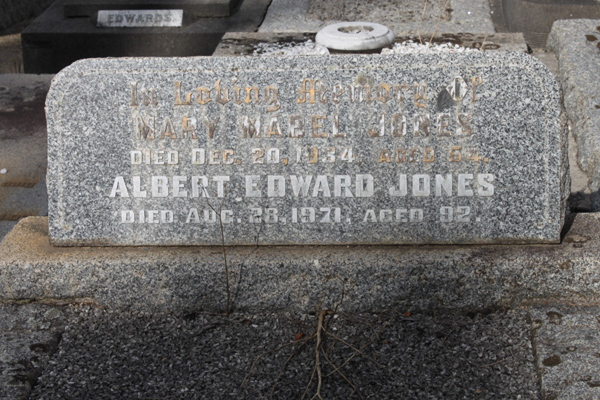 EDWARDS.
In Loving Memory Of
MARY MABEL JONES
DIED DEC. 20, 1934. AGED
ALBERT EDWARD JONES
DIED AUG. 28, 1971, AGED 92.